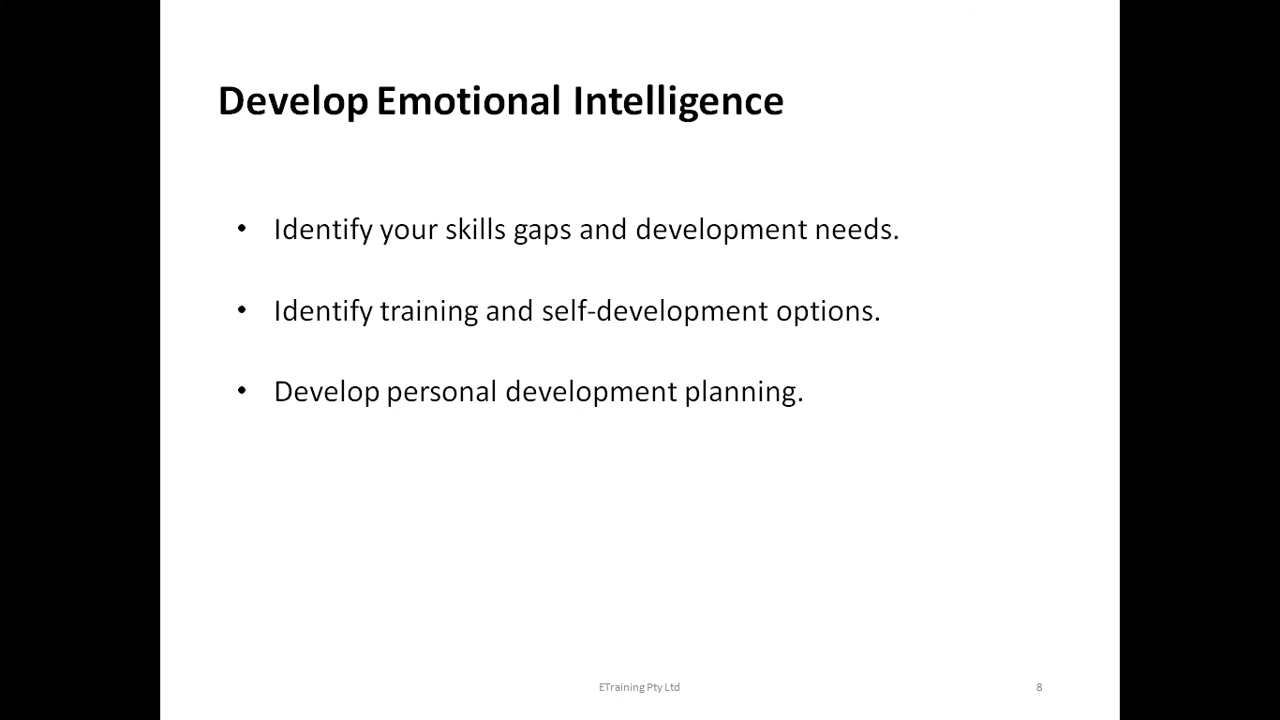 Develop Emotional Intelligence
• Identify your skills gaps and development needs.
• Identify training and self-development options.
• Develop personal development planning.
ETraining Pty Ltd
8